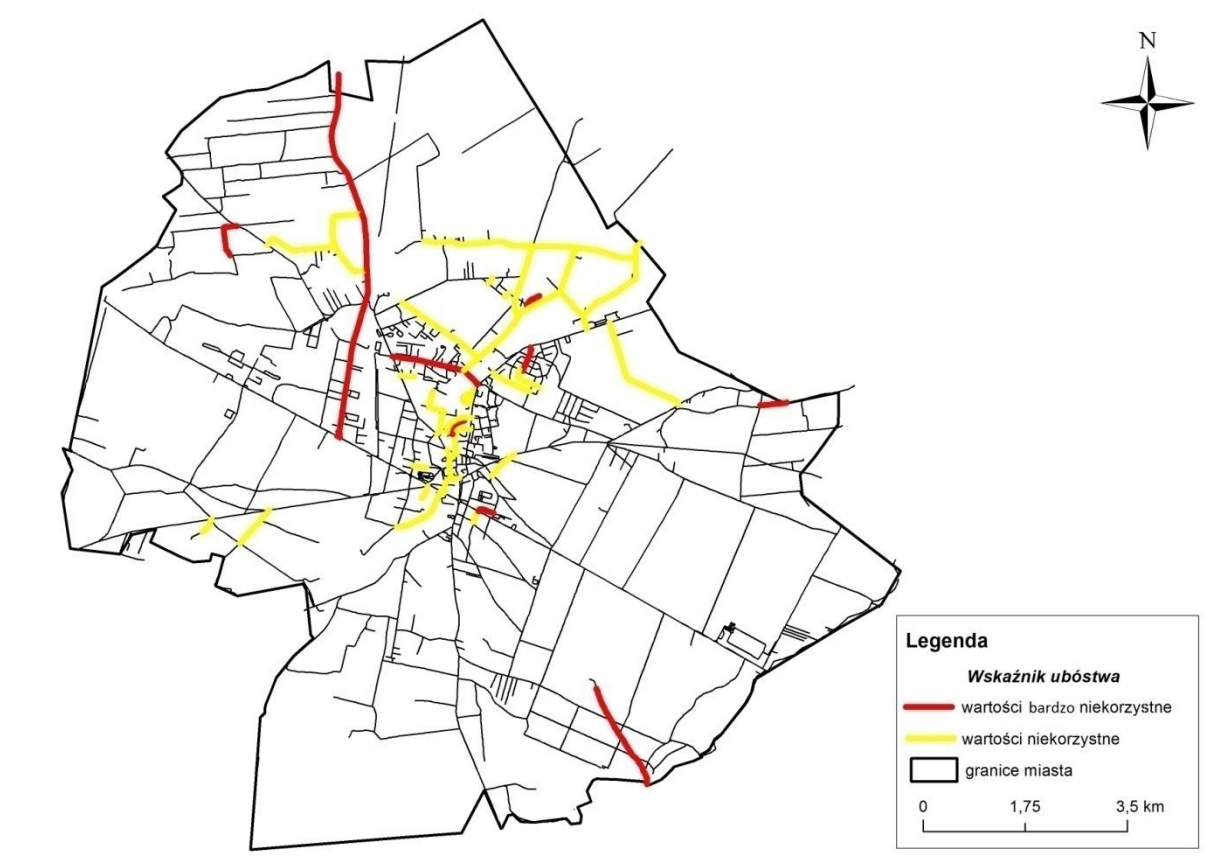 N
Legenda
Wskaźnik ubóstwa
wartości bardzo niekorzystne
wartości niekorzystne
granice miasta
0 1,75 3,5 km